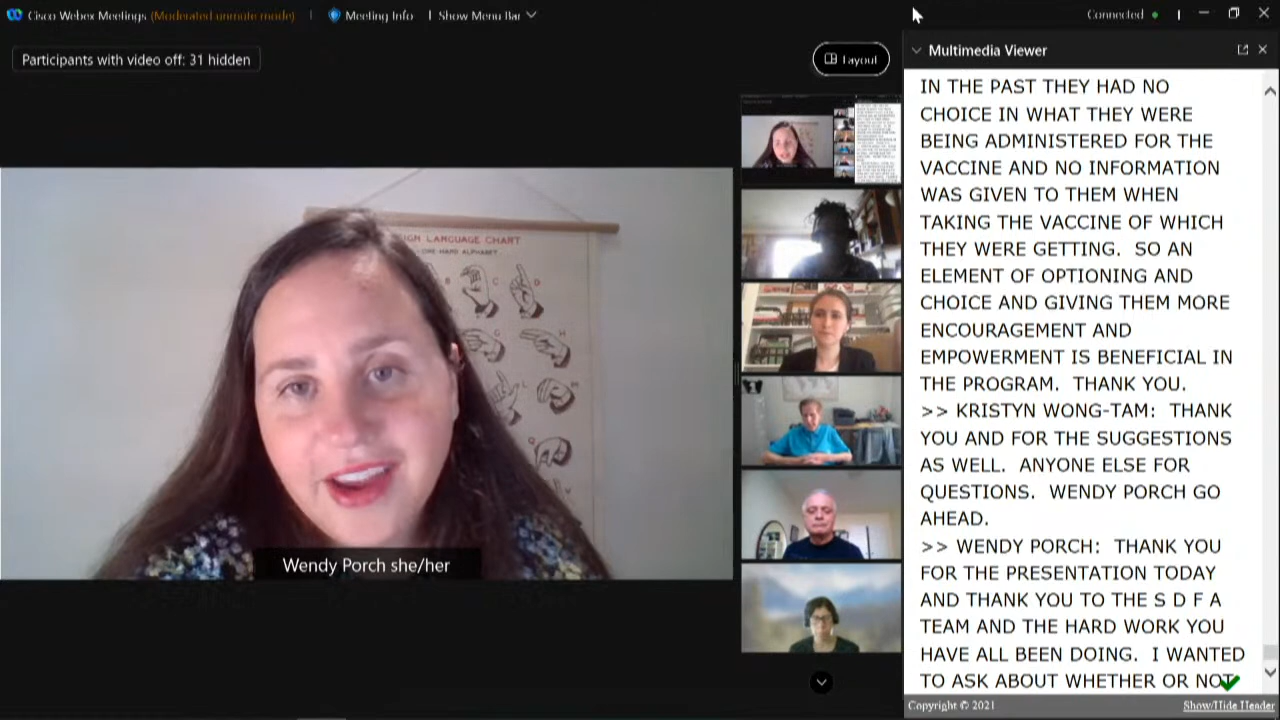 Cisco Webex Meetings (Moderated unmute mode) | Meeting Info | Show Menu Bar
Connected
Participants with video off: 31 hidden
Layout
SIGN LANGUAGE CHART
ONE-HAND ALPHABET
B C D
G H
L M
Q
Wendy Porch she/her
Multimedia Viewer
IN THE PAST THEY HAD NO
CHOICE IN WHAT THEY WERE
BEING ADMINISTERED FOR THE
VACCINE AND NO INFORMATION
WAS GIVEN TO THEM WHEN
TAKING THE VACCINE OF WHICH
THEY WERE GETTING. SO AN
ELEMENT OF OPTIONING AND
CHOICE AND GIVING THEM MORE
ENCOURAGEMENT AND
EMPOWERMENT IS BENEFICIAL IN
THE PROGRAM. THANK YOU.
>> KRISTYN WONG-TAM: THANK
YOU AND FOR THE SUGGESTIONS
AS WELL. ANYONE ELSE FOR
QUESTIONS. WENDY PORCH GO
AHEAD.
>> WENDY PORCH: THANK YOU
FOR THE PRESENTATION TODAY
AND THANK YOU TO THE S D F A
TEAM AND THE HARD WORK YOU
HAVE ALL BEEN DOING. I WANTED
TO ASK ABOUT WHETHER OR NOT
Copyright © 2021
Show/Hide Header